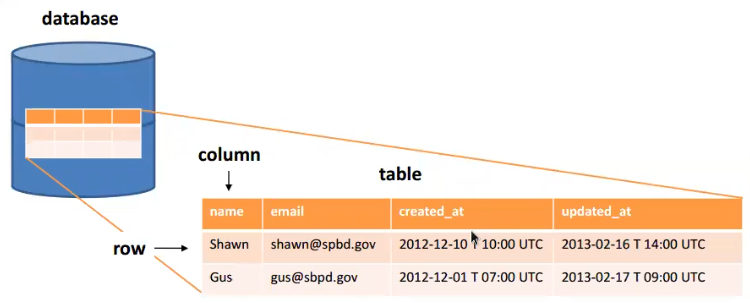 database
column
table
name email created_at updated_at
row
Shawn shawn@spbd.gov 2012-12-10 T 10:00 UTC 2013-02-16 T 14:00 UTC
Gus gus@sbpd.gov 2012-12-01 T 07:00 UTC 2013-02-17 T 09:00 UTC